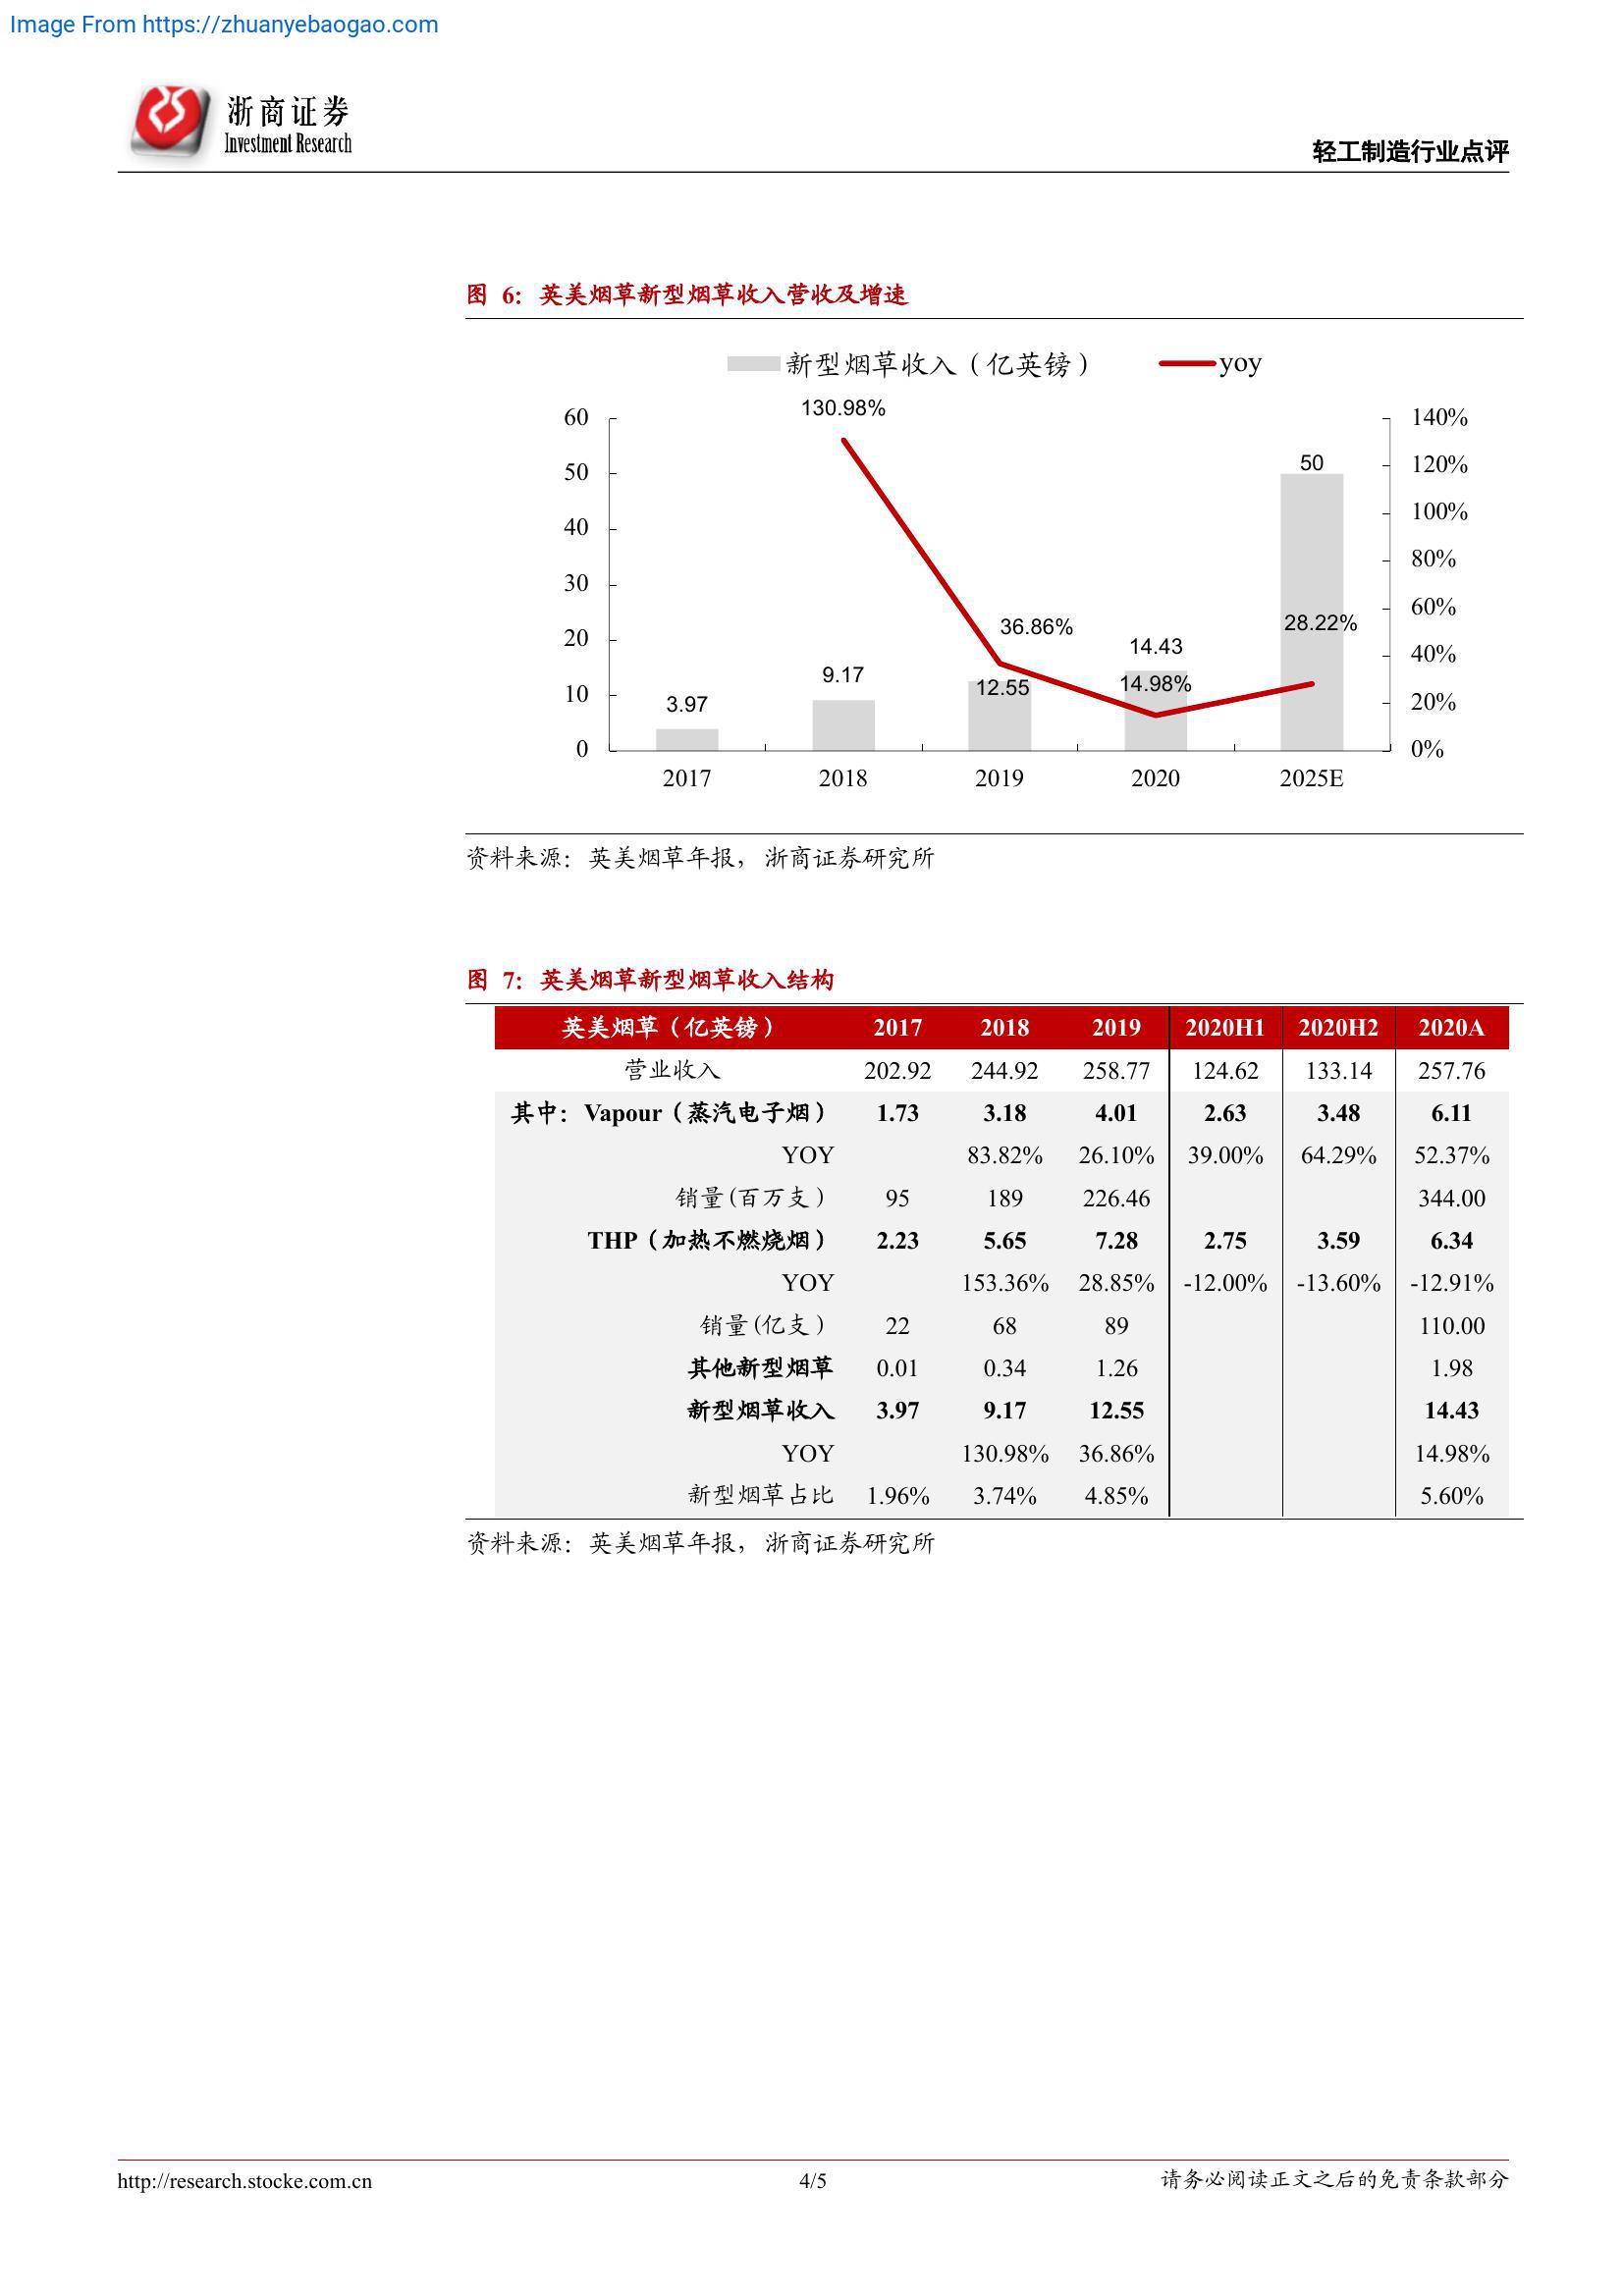 Image From https://zhuanyebaogao.com
浙商证券
Investment Research
轻工制造行业点评
图 6：英美烟草新型烟草收入营收及增速
新型烟草收入（亿英镑） yoy
130.98%
60 140%
50 120%
50
40 100%
30 80%
20 60%
10 40%
0 20%
0%
28.22%
36.86%
14.43
9.17
14.98%
12.55
3.97
2017 2018 2019 2020 2025E
资料来源：英美烟草年报， 浙商证券研究所
图 7：英美烟草新型烟草收入结构
英美烟草（亿英镑） 2017 2018 2019 2020H1 2020H2 2020A
营业收入 202.92 244.92 258.77 124.62 133.14 257.76
其中：Vapour（蒸汽电子烟） 1.73 3.18 4.01 2.63 3.48 6.11
YOY 83.82% 26.10% 39.00% 64.29% 52.37%
销量(百万支） 95 189 226.46 344.00
THP（加热不燃烧烟） 2.23 5.65 7.28 2.75 3.59 6.34
YOY 153.36% 28.85% -12.00% -13.60% -12.91%
销量(亿支） 22 68 89 110.00
其他新型烟草 0.01 0.34 1.26 1.98
新型烟草收入 3.97 9.17 12.55 14.43
YOY 130.98% 36.86% 14.98%
新型烟草占比 1.96% 3.74% 4.85% 5.60%
资料来源：英美烟草年报， 浙商证券研究所
http://research.stocke.com.cn 4/5 请务必阅读正文之后的免责条款部分